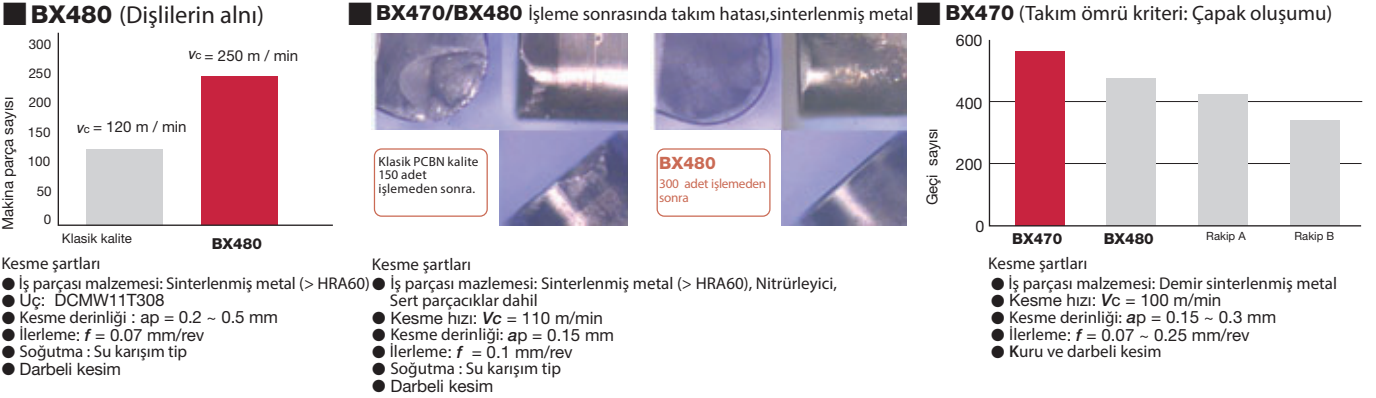 BX480 (Dişlilerin alnı)
Makina parça sayısı
300
250
200
150
100
50
0
vc = 120 m / min
vc = 250 m / min
Klasik kalite
BX480
Kesme şartları
● İş parçası malzemesi: Sinterlenmiş metal (> HRA60)
● Uç: DCMW11T308
● Kesme derinliği : ap = 0.2 ~ 0.5 mm
● İlerleme: f = 0.07 mm/rev
● Soğutma : Su karışım tip
● Darbeli kesim
BX470/BX480 İşleme sonrasında takım hatası,sinterlenmiş metal
Klasik PCBN kalite
150 adet
işlemeden sonra.
BX480
300 adet işlemeden
sonra
Kesme şartları
● İş parçası mazlemesi: Sinterlenmiş metal (> HRA60), Nitrürleyici,
Sert parçacıklar dahil
● Kesme hızı: Vc = 110 m/min
● Kesme derinliği: ap = 0.15 mm
● İlerleme: f = 0.1 mm/rev
● Soğutma : Su karışım tip
● Darbeli kesim
BX470 (Takım ömrü kriteri: Çapak oluşumu)
Geçi sayısı
600
400
200
0
BX470
BX480
Rakip A
Rakip B
Kesme şartları
● İş parçası malzemesi: Demir sinterlenmiş metal
● Kesme hızı: Vc = 100 m/min
● Kesme derinliği: ap = 0.15 ~ 0.3 mm
● İlerleme: f = 0.07 ~ 0.25 mm/rev
● Kuru ve darbeli kesim